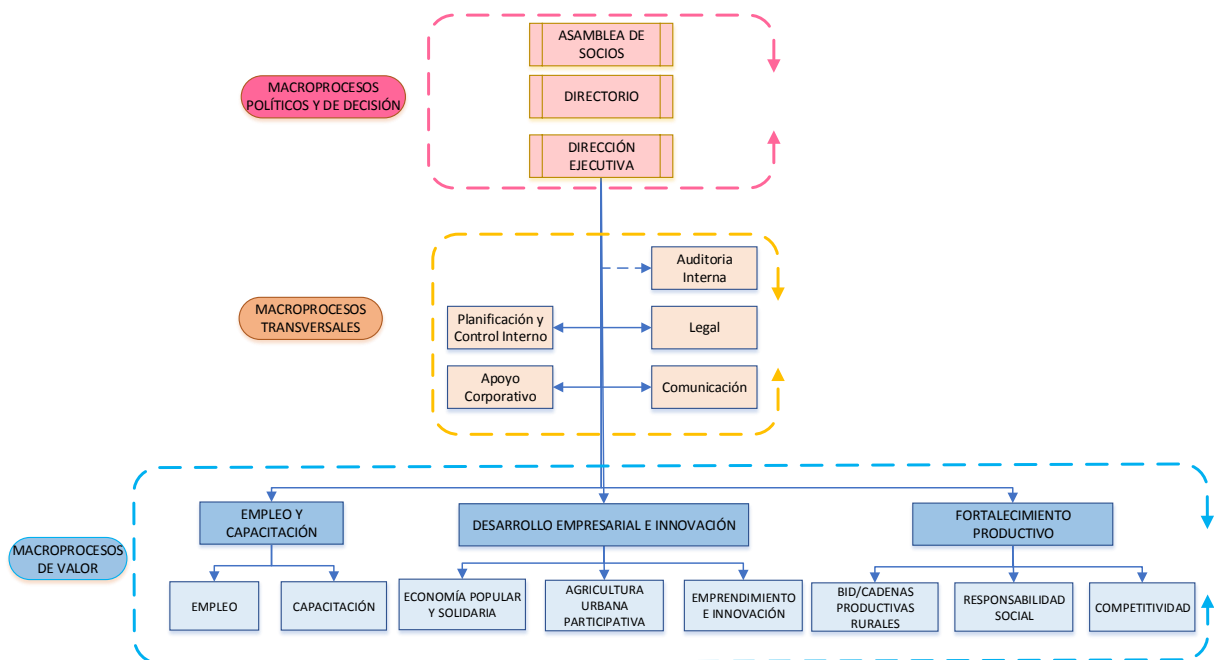 ASAMBLEA DE
SOCIOS
MACROPROCESOS
POLÍTICOS Y DE DECISIÓN
DIRECTORIO
DIRECCIÓN
EJECUTIVA
Auditoria
Interna
MACROPROCESOS
TRANSVERSALES
Planificación y
Control Interno
Legal
Apoyo
Corporativo
Comunicación
EMPLEO Y
CAPACITACIÓN
DESARROLLO EMPRESARIAL E INNOVACIÓN
FORTALECIMIENTO
PRODUCTIVO
MACROPROCESOS
DE VALOR
EMPLEO
CAPACITACIÓN
ECONOMÍA POPULAR
Y SOLIDARIA
AGRICULTURA
URBANA
PARTICIPATIVA
EMPRENDIMIENTO
E INNOVACIÓN
BID/CADENAS
PRODUCTIVAS
RURALES
RESPONSABILIDAD
SOCIAL
COMPETITIVIDAD